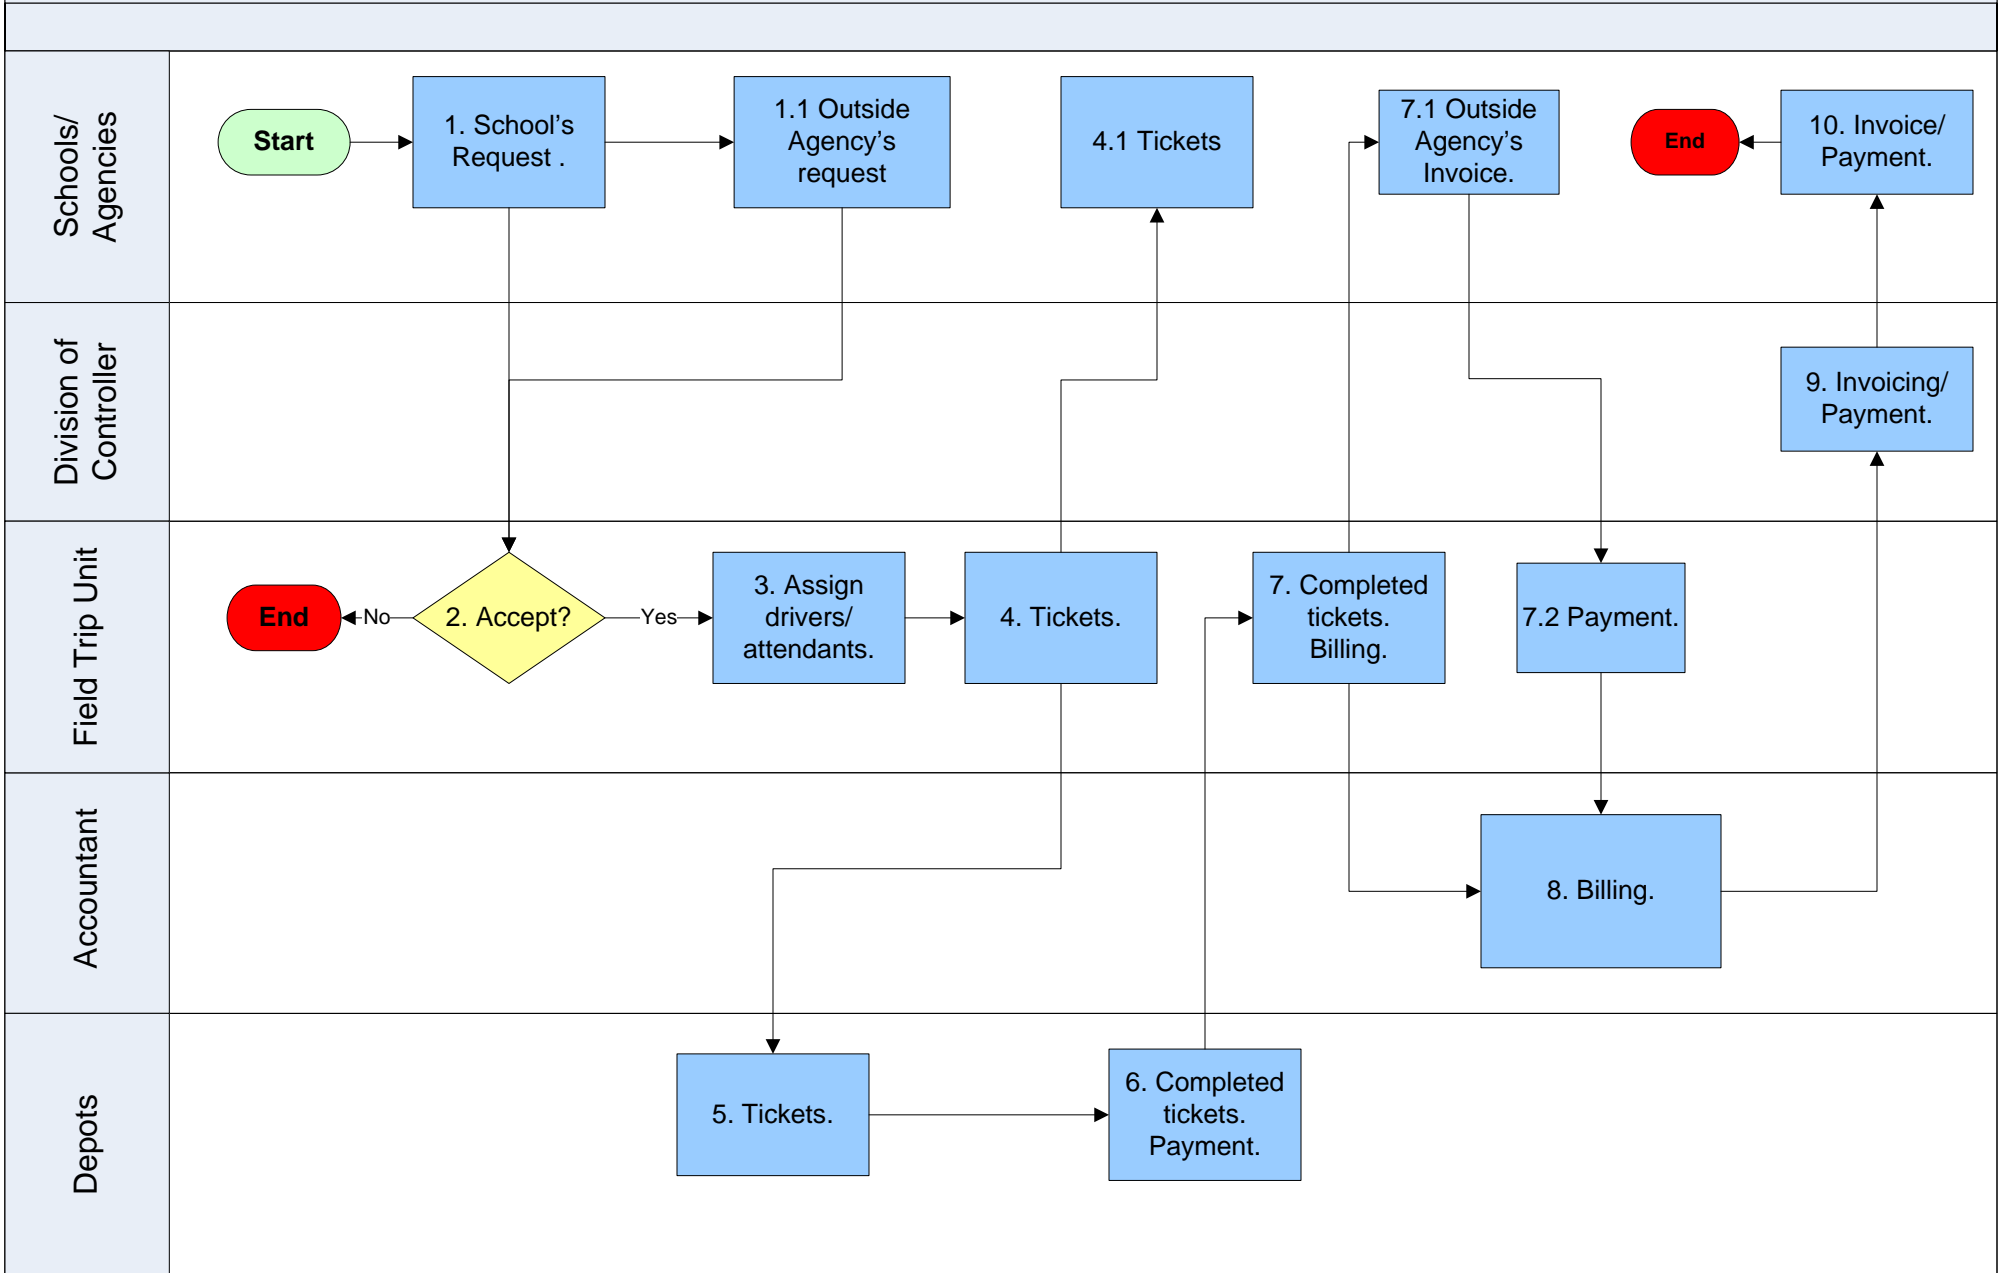 Schools/
Agencies
Start
1. School’s
Request .
1.1 Outside
Agency’s
request
4.1 Tickets
7.1 Outside
Agency’s
Invoice.
End
10. Invoice/
Payment.
Division of
Controller
9. Invoicing/
Payment.
Field Trip Unit
End
No
2. Accept?
Yes
3. Assign
drivers/
attendants.
4. Tickets.
7. Completed
tickets.
Billing.
7.2 Payment.
Accountant
8. Billing.
Depots
5. Tickets.
6. Completed
tickets.
Payment.